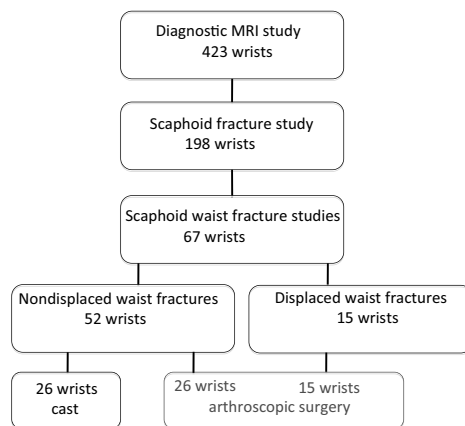 Diagnostic MRI study
423 wrists
Scaphoid fracture study
198 wrists
Scaphoid waist fracture studies
67 wrists
Nondisplaced waist fractures
52 wrists
Displaced waist fractures
15 wrists
26 wrists
cast
26 wrists 15 wrists
arthroscopic surgery